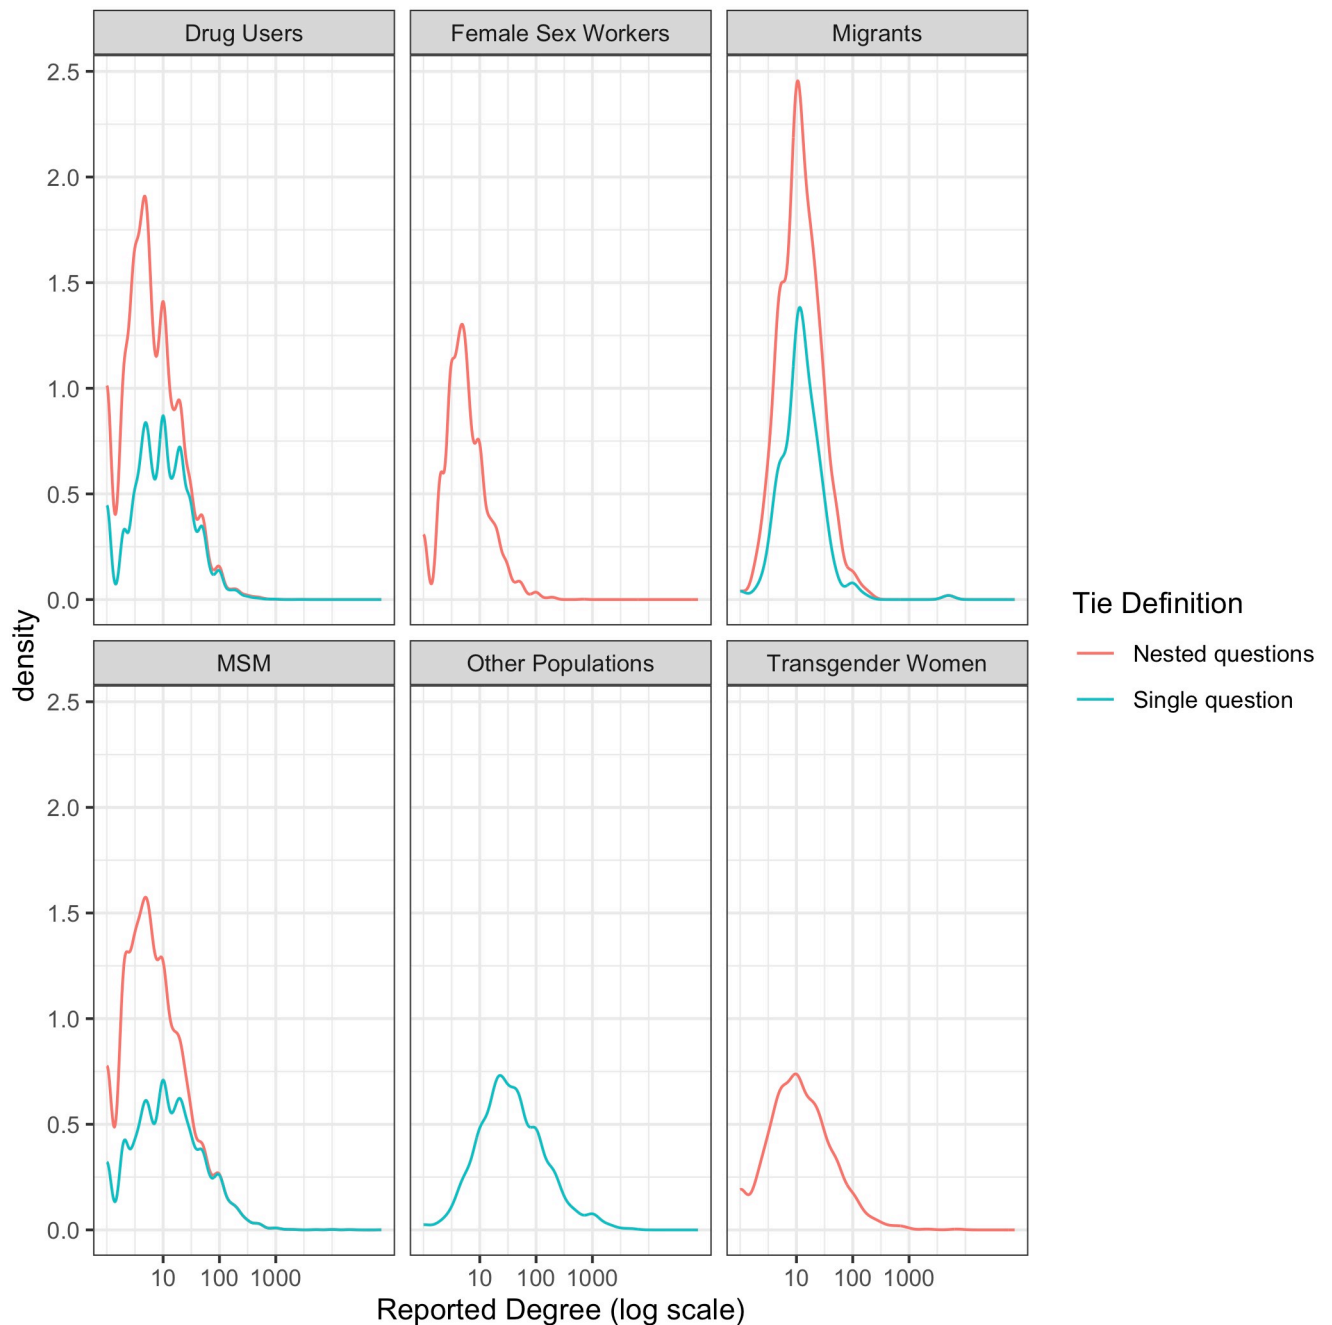 Drug Users
Female Sex Workers
Migrants
2.5
2.0
1.5
1.0
0.5
0.0
density
MSM
Other Populations
Transgender Women
2.5
2.0
1.5
1.0
0.5
0.0
10 100 1000
10 100 1000
10 100 1000
Reported Degree (log scale)
Tie Definition
Nested questions
Single question